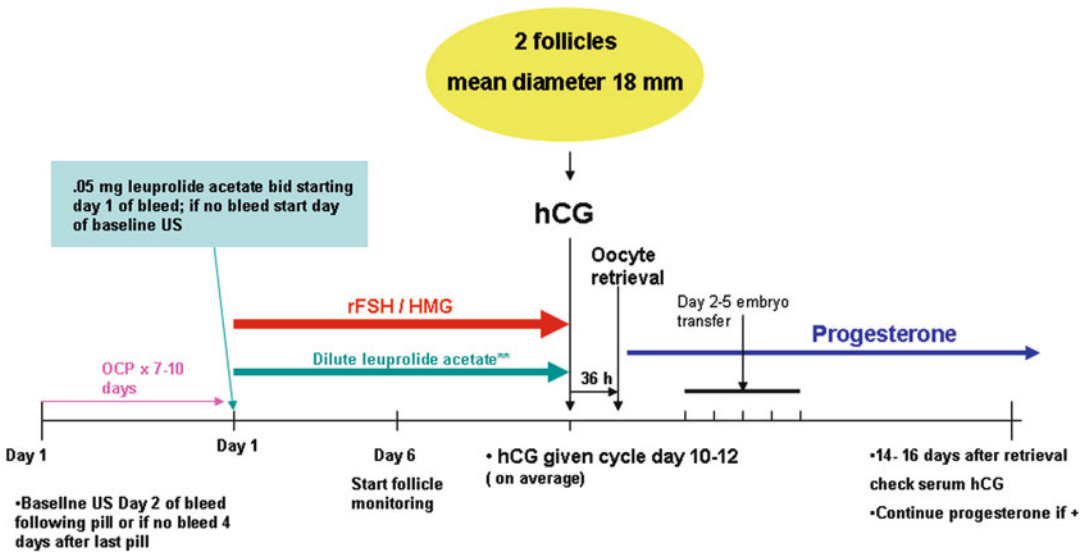 2 follicles
mean diameter 18 mm
.05 mg leuprolide acetate bid starting
day 1 of bleed; if no bleed start day
of baseline US
hCG
Oocyte
retrieval
rFSH / HMG
Day 2-5 embryo
transfer
Progesterone
Dilute leuprolide acetate**
OCP x 7-10
days
36 h
Day 1
Day 1
Day 6
Start follicle
monitoring
• hCG given cycle day 10-12
( on average)
•14- 16 days after retrieval
check serum hCG
•Continue progesterone if +
•Baseline US Day 2 of bleed
following pill or if no bleed 4
days after last pill